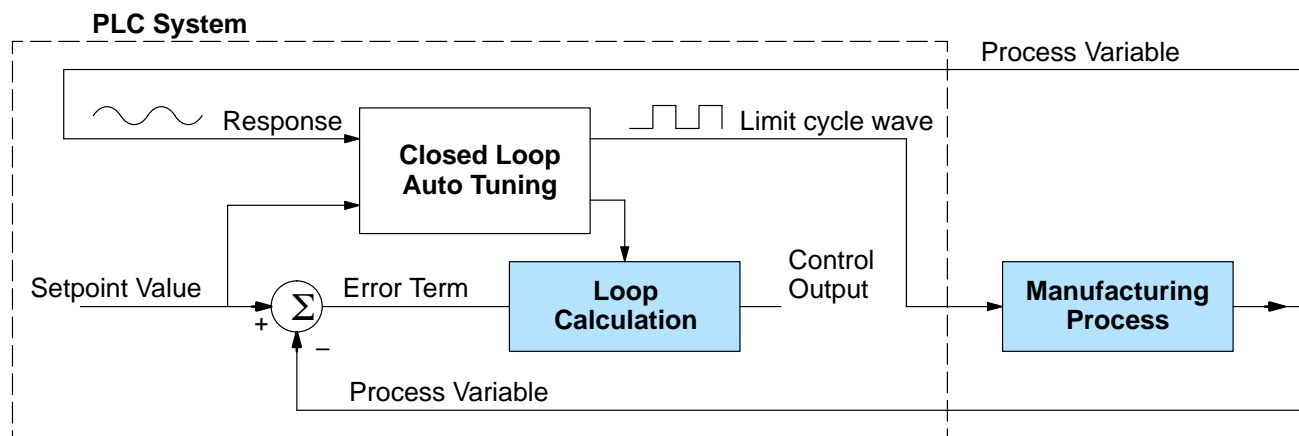 PLC System
Process Variable
Response
Limit cycle wave
Closed Loop
Auto Tuning
Setpoint Value
+
Σ
−
Error Term
Loop
Calculation
Control
Output
Manufacturing
Process
Process Variable